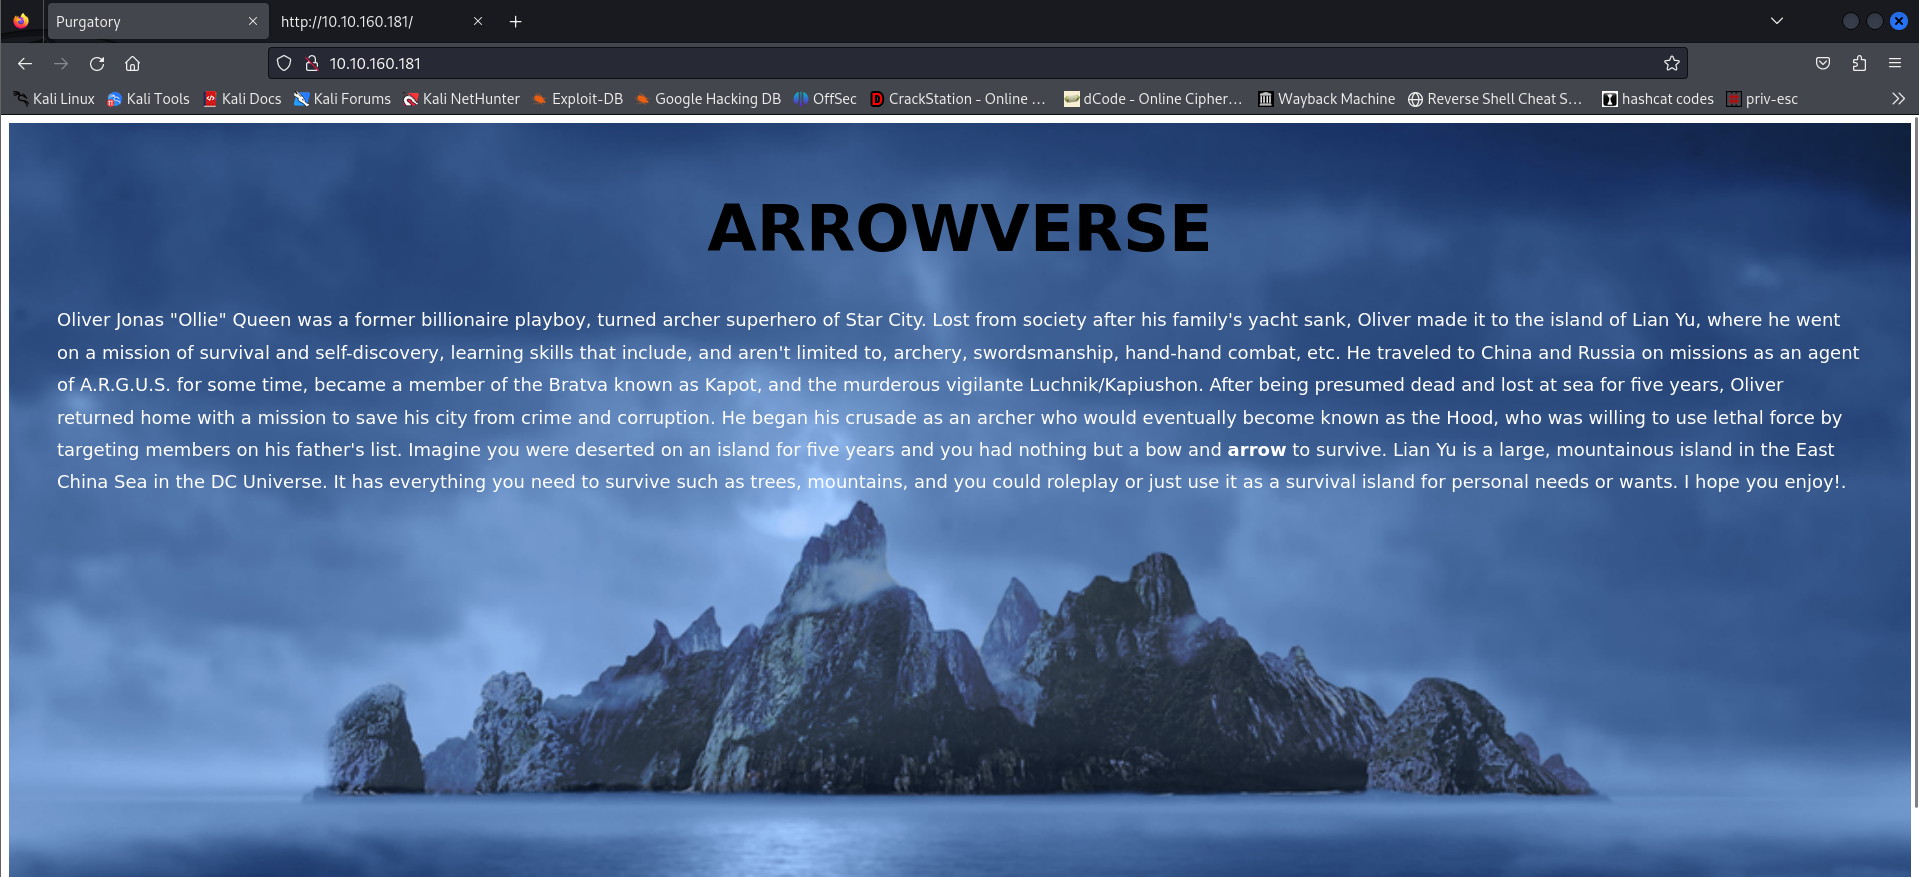 Purgatory
http://10.10.160.181/
10.10.160.181
Kali Linux Kali Tools Kali Docs Kali Forums Kali NetHunter Exploit-DB Google Hacking DB OffSec CrackStation - Online … dCode - Online Cipher… Wayback Machine Reverse Shell Cheat S… hashcat codes priv-esc
ARROWVERSE
Oliver Jonas "Ollie" Queen was a former billionaire playboy, turned archer superhero of Star City. Lost from society after his family's yacht sank, Oliver made it to the island of Lian Yu, where he went
on a mission of survival and self-discovery, learning skills that include, and aren't limited to, archery, swordsmanship, hand-hand combat, etc. He traveled to China and Russia on missions as an agent
of A.R.G.U.S. for some time, became a member of the Bratva known as Kapot, and the murderous vigilante Luchnik/Kapiushon. After being presumed dead and lost at sea for five years, Oliver
returned home with a mission to save his city from crime and corruption. He began his crusade as an archer who would eventually become known as the Hood, who was willing to use lethal force by
targeting members on his father's list. Imagine you were deserted on an island for five years and you had nothing but a bow and arrow to survive. Lian Yu is a large, mountainous island in the East
China Sea in the DC Universe. It has everything you need to survive such as trees, mountains, and you could roleplay or just use it as a survival island for personal needs or wants. I hope you enjoy!.